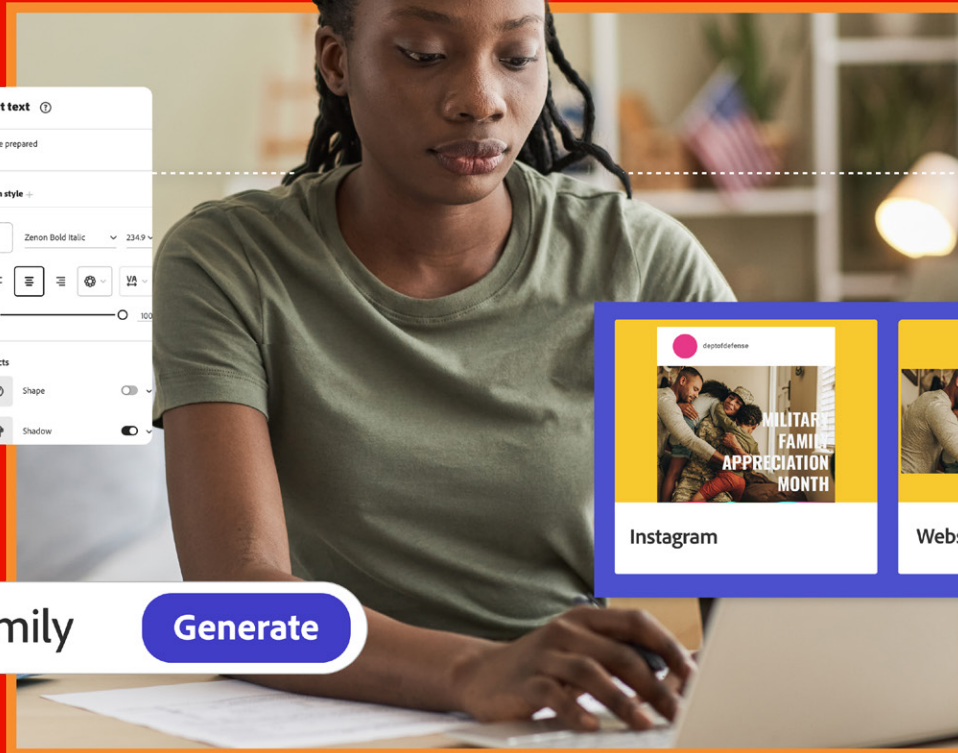 t text
e prepared
style
Zenon Bold Italic
234.9
VA
100
cts
Shape
Shadow
mily
Generate
deptofdefense
MILITARY
FAMILY
APPRECIATION
MONTH
Instagram
Webs